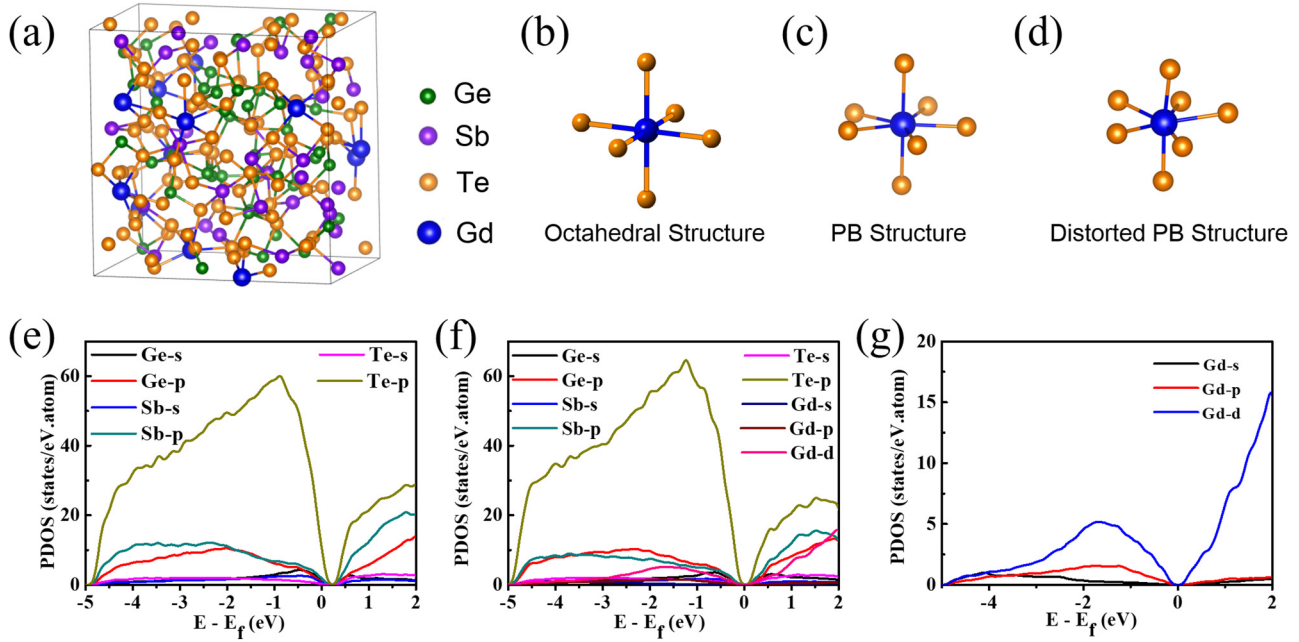 (a)
Ge
Sb
Te
Gd
(b)
Octahedral Structure
(c)
PB Structure
(d)
Distorted PB Structure
(e)
PDOS (states/eV.atom)
60
40
20
0
Ge-s
Ge-p
Sb-s
Sb-p
Te-s
Te-p
-5 -4 -3 -2 -1 0 1 2
E - E_f (eV)
(f)
PDOS (states/eV.atom)
60
40
20
0
Ge-s
Ge-p
Sb-s
Sb-p
Te-s
Te-p
Gd-s
Gd-p
Gd-d
-5 -4 -3 -2 -1 0 1 2
E - E_f (eV)
(g)
PDOS (states/eV.atom)
20
15
10
5
0
Gd-s
Gd-p
Gd-d
-4 -2 0 2
E - E_f (eV)